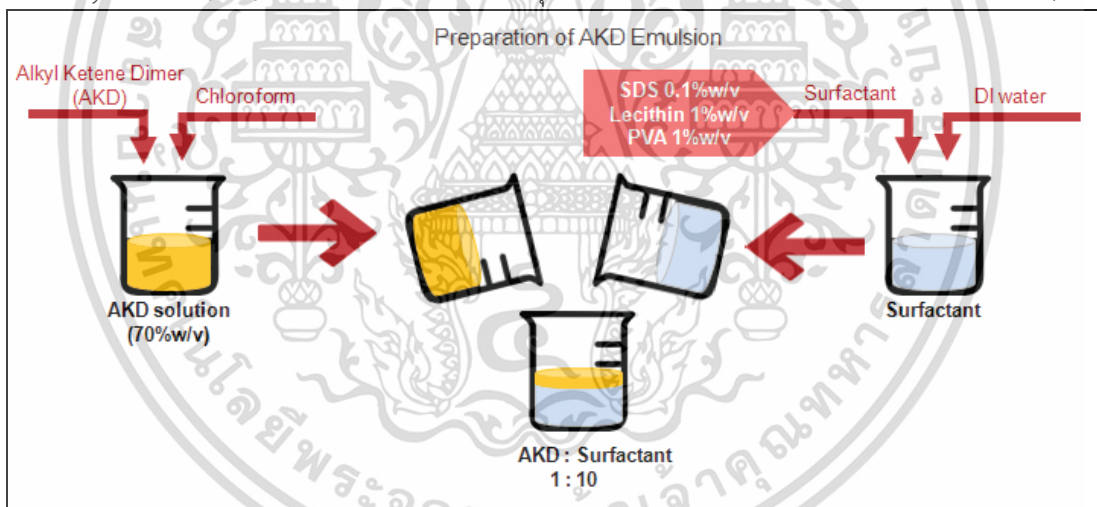 Preparation of AKD Emulsion
Alkyl Ketene Dimer
(AKD)
Chloroform
SDS 0.1%w/v
Lecithin 1%w/v
PVA 1%w/v
Surfactant
DI water
AKD solution
(70%w/v)
Surfactant
AKD : Surfactant
1 : 10